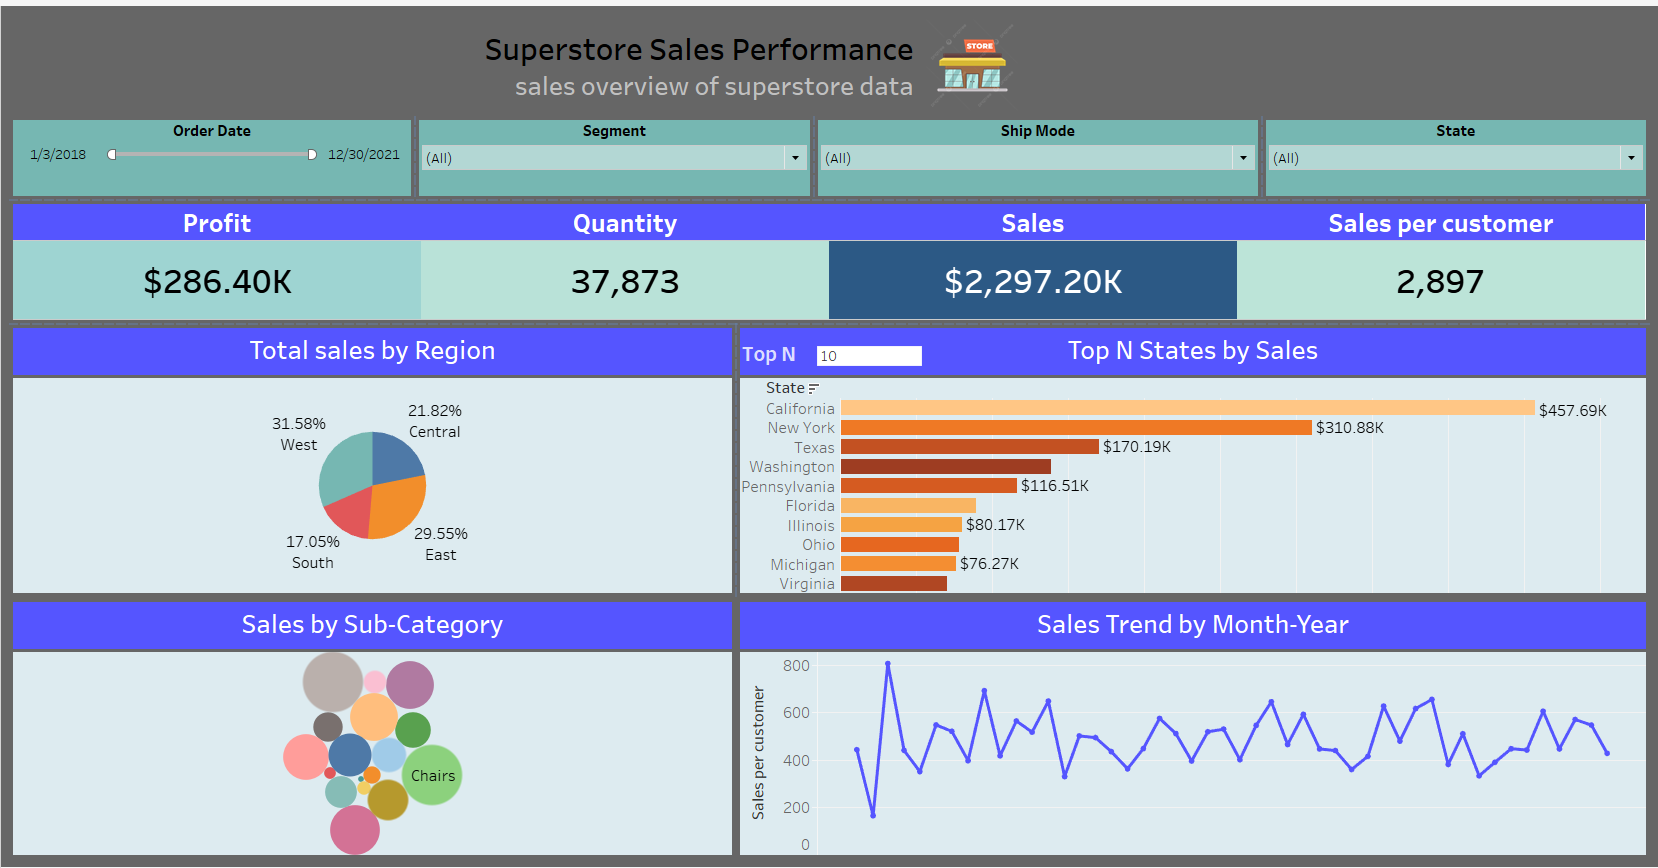 Superstore Sales Performance
STORE
sales overview of superstore data
Order Date
1/3/2018
12/30/2021
Segment
(All)
Ship Mode
(All)
State
(All)
Profit
Quantity
Sales
Sales per customer
$286.40K
37,873
$2,297.20K
2,897
Total sales by Region
31.58%
West
21.82%
Central
17.05%
South
29.55%
East
Top N
10
Top N States by Sales
State
California $457.69K
New York $310.88K
Texas $170.19K
Washington
Pennsylvania $116.51K
Florida
Illinois $80.17K
Ohio
Michigan $76.27K
Virginia
Sales by Sub-Category
Chairs
Sales Trend by Month-Year
Sales per customer
800
600
400
200
0